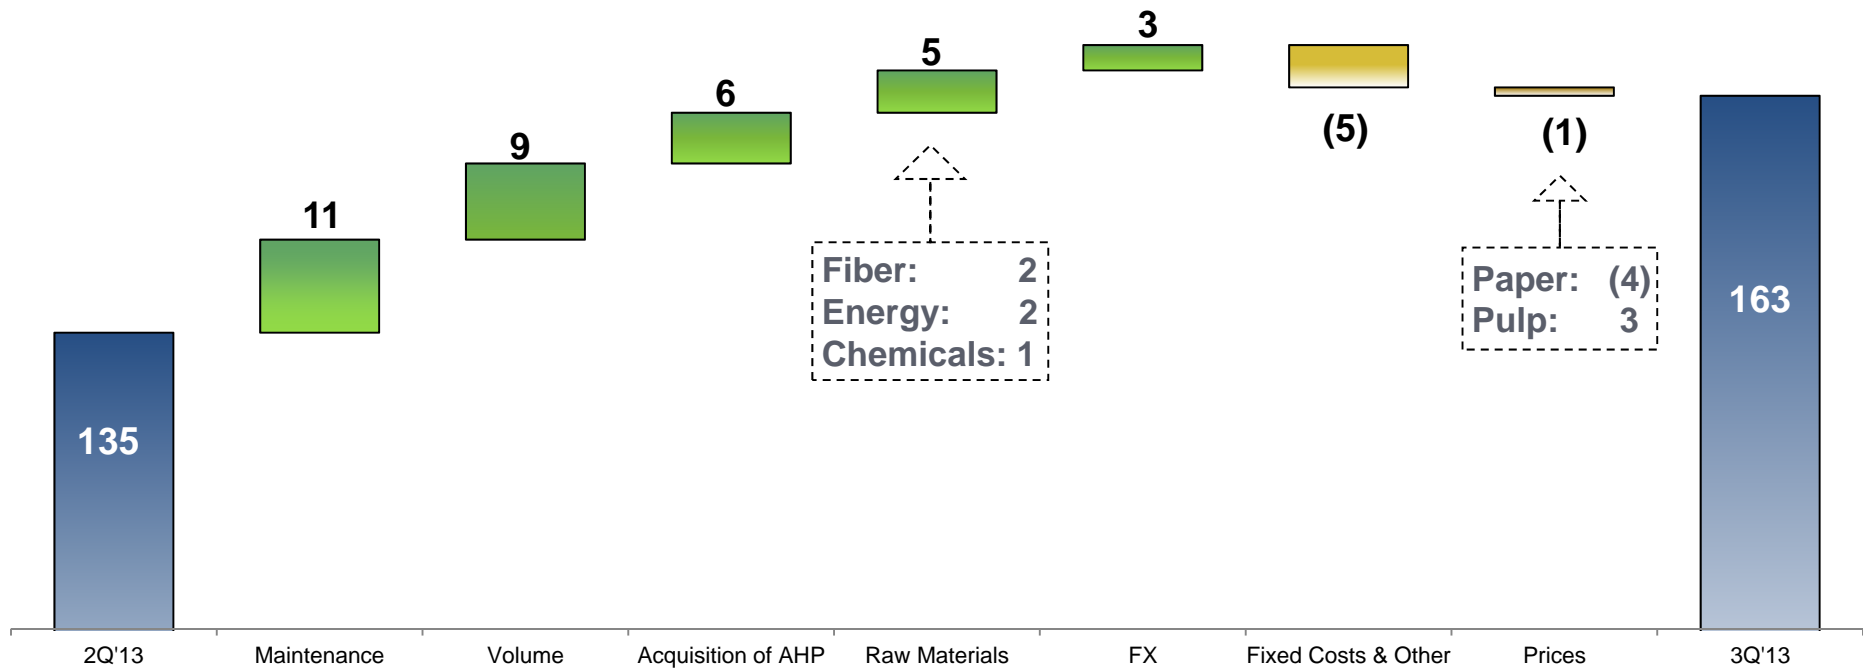 3
5
6
9
11
(5)
(1)
Fiber: 2
Energy: 2
Chemicals: 1
Paper: (4)
Pulp: 3
135
163
2Q'13 Maintenance Volume Acquisition of AHP Raw Materials FX Fixed Costs & Other Prices 3Q'13